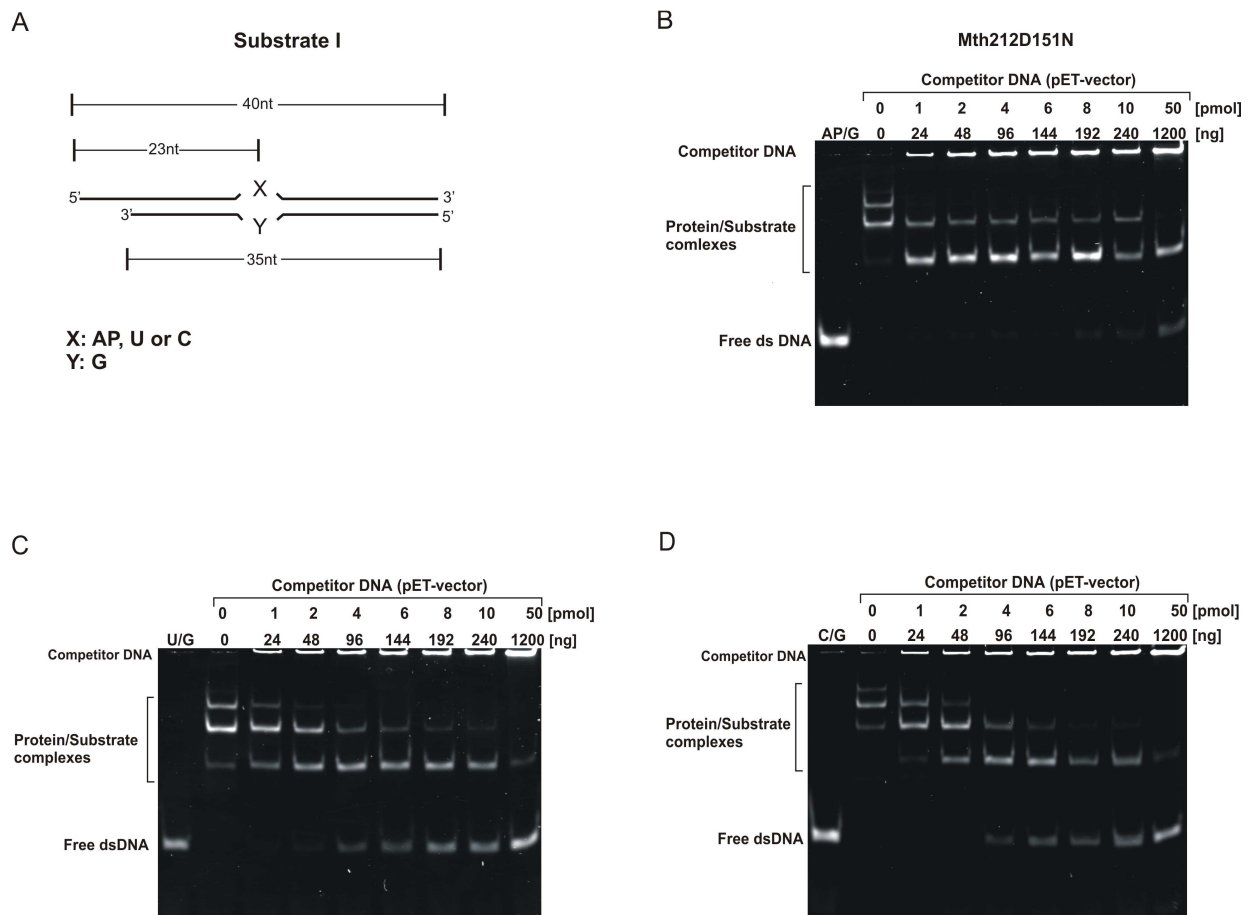 A
Substrate I
40nt
23nt
5’ X 3’
3’ Y 5’
35nt
X: AP, U or C
Y: G
B
Mth212D151N
Competitor DNA (pET-vector)
0 1 2 4 6 8 10 50 [pmol]
AP/G 0 24 48 96 144 192 240 1200 [ng]
Competitor DNA
Protein/Substrate
comlexes
Free ds DNA
C
Competitor DNA (pET-vector)
0 1 2 4 6 8 10 50 [pmol]
U/G 0 24 48 96 144 192 240 1200 [ng]
Competitor DNA
Protein/Substrate
complexes
Free dsDNA
D
Competitor DNA (pET-vector)
0 1 2 4 6 8 10 50 [pmol]
C/G 0 24 48 96 144 192 240 1200 [ng]
Competitor DNA
Protein/Substrate
complexes
Free dsDNA